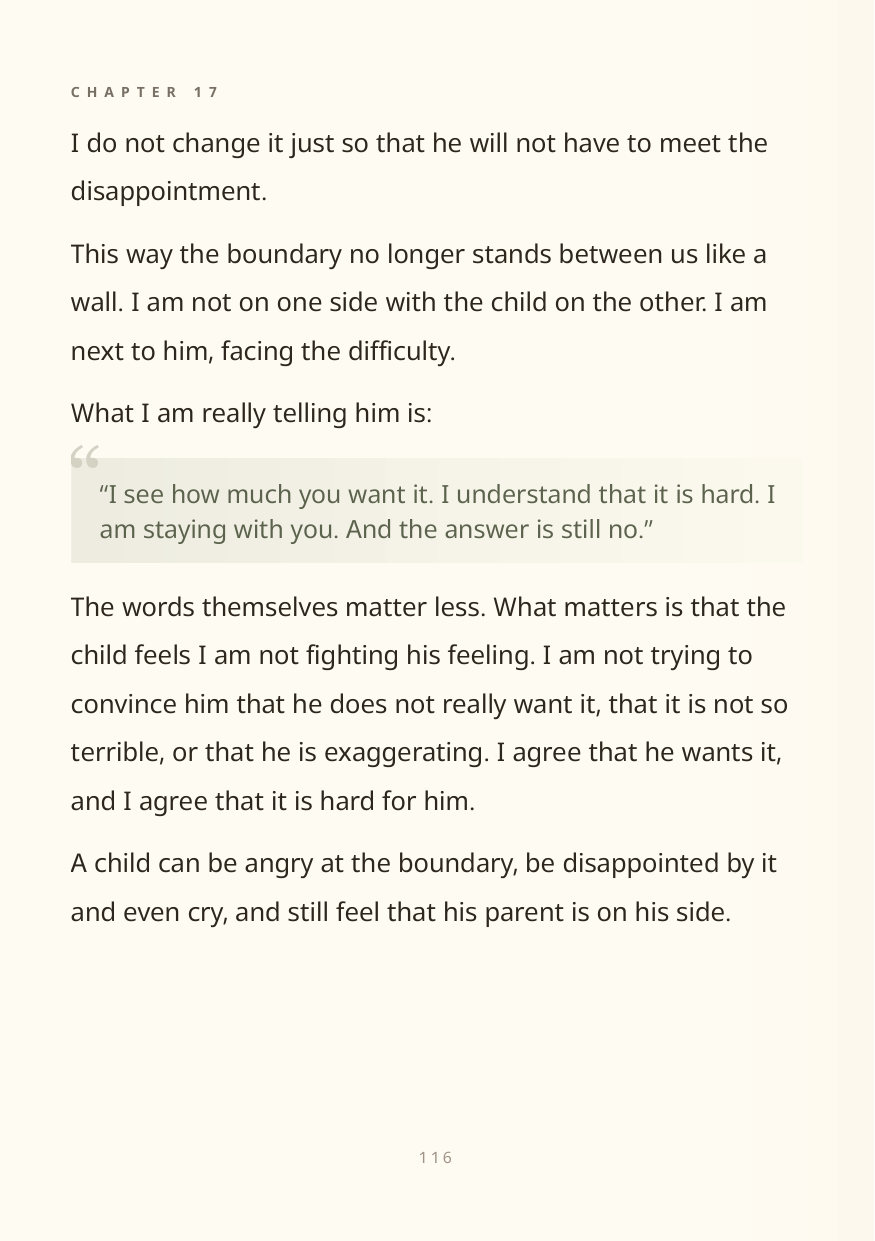 CHAPTER 17
I do not change it just so that he will not have to meet the
disappointment.
This way the boundary no longer stands between us like a
wall. I am not on one side with the child on the other. I am
next to him, facing the difficulty.
What I am really telling him is:
“
“I see how much you want it. I understand that it is hard. I
am staying with you. And the answer is still no.”
The words themselves matter less. What matters is that the
child feels I am not fighting his feeling. I am not trying to
convince him that he does not really want it, that it is not so
terrible, or that he is exaggerating. I agree that he wants it,
and I agree that it is hard for him.
A child can be angry at the boundary, be disappointed by it
and even cry, and still feel that his parent is on his side.
116